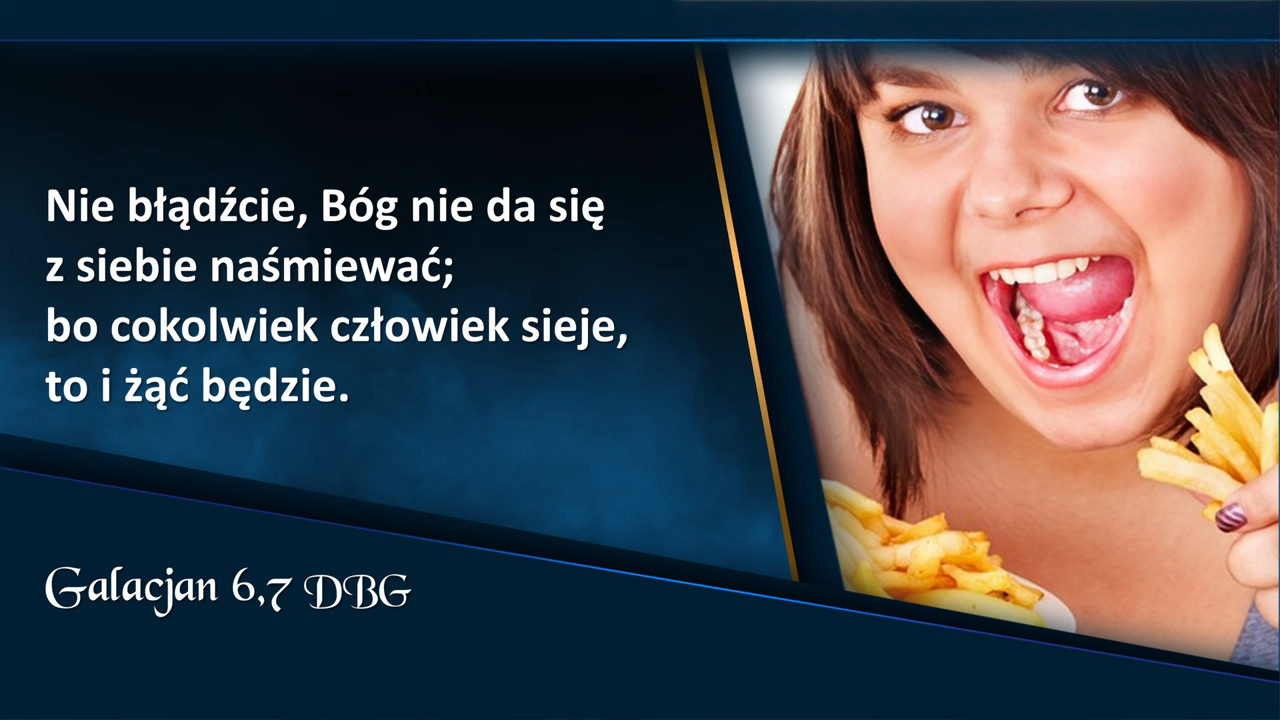 Nie błądźcie, Bóg nie da się
z siebie naśmiewać;
bo cokolwiek człowiek sieje,
to i żąć będzie.
Galacjan 6,7 DBG